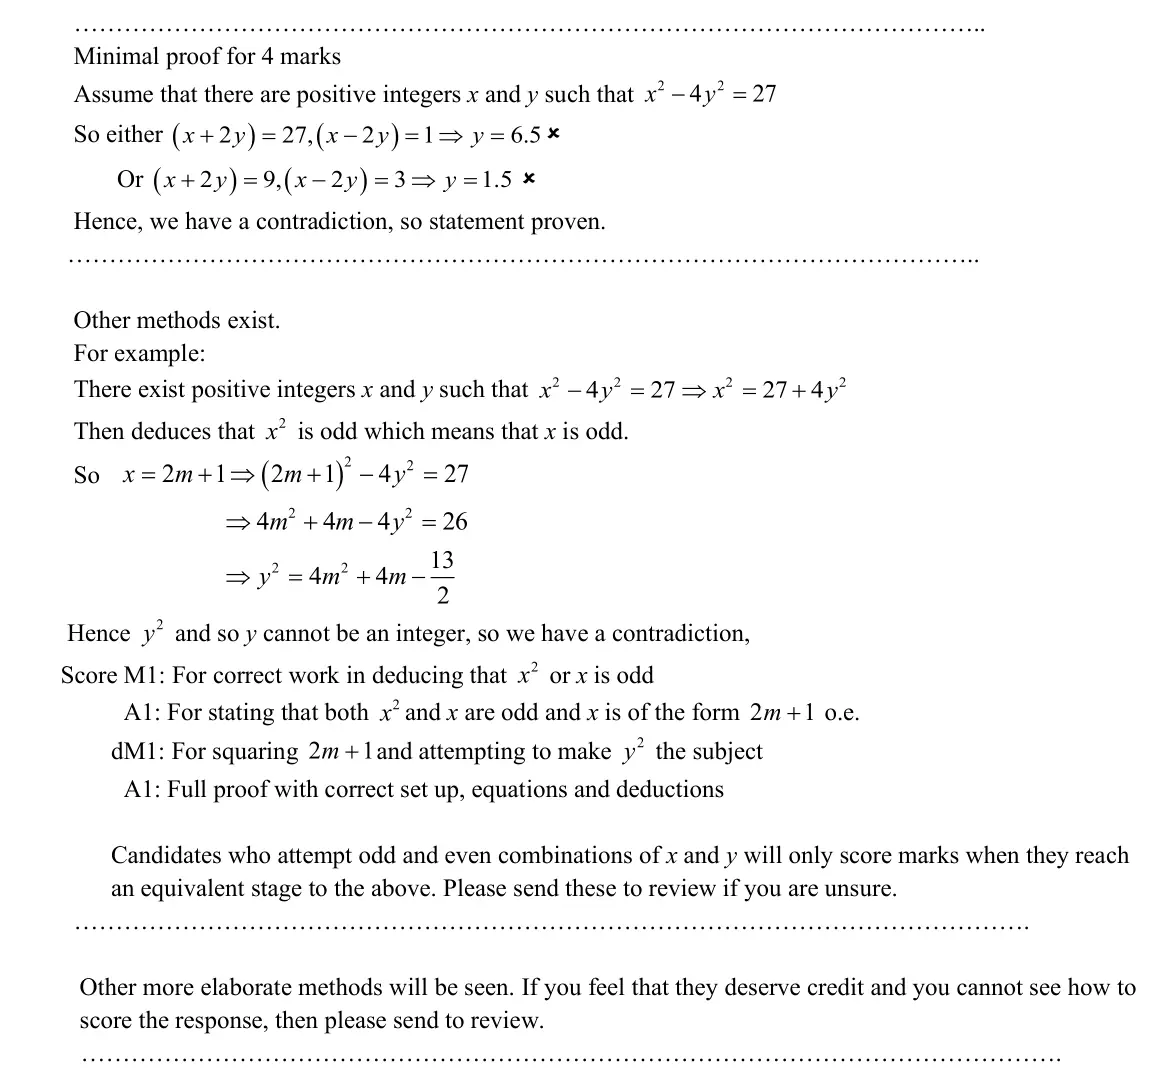 ………………………………………………………………………………………………..
Minimal proof for 4 marks
Assume that there are positive integers x and y such that x² − 4y² = 27
So either (x + 2y) = 27, (x − 2y) = 1 ⇒ y = 6.5 ×
Or (x + 2y) = 9, (x − 2y) = 3 ⇒ y = 1.5 ×
Hence, we have a contradiction, so statement proven.
………………………………………………………………………………………………..
Other methods exist.
For example:
There exist positive integers x and y such that x² − 4y² = 27 ⇒ x² = 27 + 4y²
Then deduces that x² is odd which means that x is odd.
So x = 2m + 1 ⇒ (2m + 1)² − 4y² = 27
⇒ 4m² + 4m − 4y² = 26
⇒ y² = 4m² + 4m − 13/2
Hence y² and so y cannot be an integer, so we have a contradiction,
Score M1: For correct work in deducing that x² or x is odd
A1: For stating that both x² and x are odd and x is of the form 2m + 1 o.e.
dM1: For squaring 2m + 1 and attempting to make y² the subject
A1: Full proof with correct set up, equations and deductions
Candidates who attempt odd and even combinations of x and y will only score marks when they reach
an equivalent stage to the above. Please send these to review if you are unsure.
…………………………………………………………………………………………………….
Other more elaborate methods will be seen. If you feel that they deserve credit and you cannot see how to
score the response, then please send to review.
……………………………………………………………………………………………………….